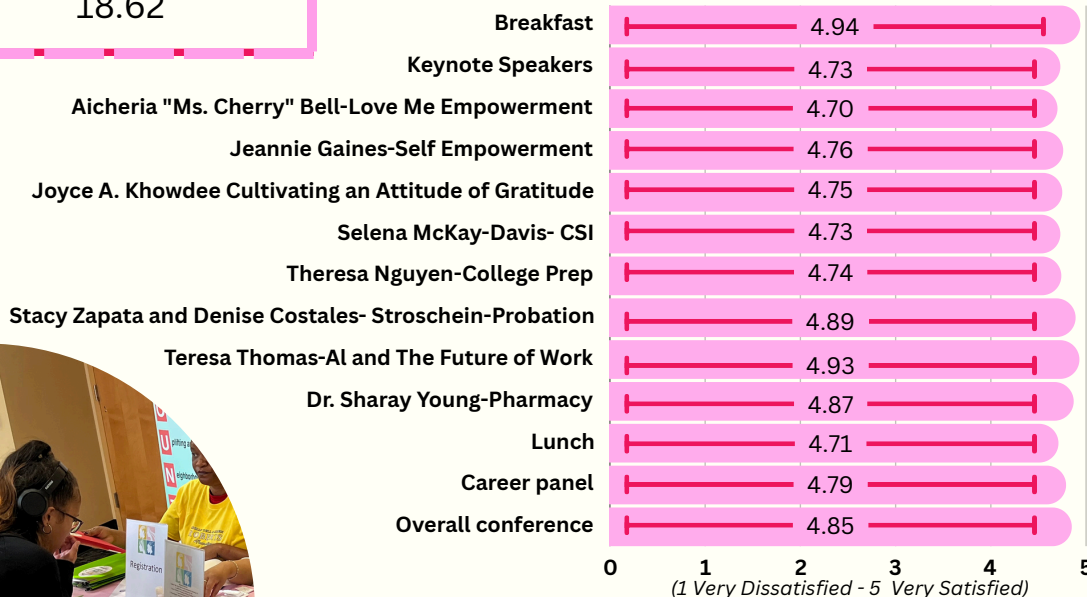 18.62
Breakfast 4.94
Keynote Speakers 4.73
Aicheria "Ms. Cherry" Bell-Love Me Empowerment 4.70
Jeannie Gaines-Self Empowerment 4.76
Joyce A. Khowdee Cultivating an Attitude of Gratitude 4.75
Selena McKay-Davis- CSI 4.73
Theresa Nguyen-College Prep 4.74
Stacy Zapata and Denise Costales- Stroschein-Probation 4.89
Teresa Thomas-Al and The Future of Work 4.93
Dr. Sharay Young-Pharmacy 4.87
Lunch 4.71
Career panel 4.79
Overall conference 4.85
0 1 2 3 4 5
(1 Very Dissatisfied - 5 Very Satisfied)
U
N
Registration